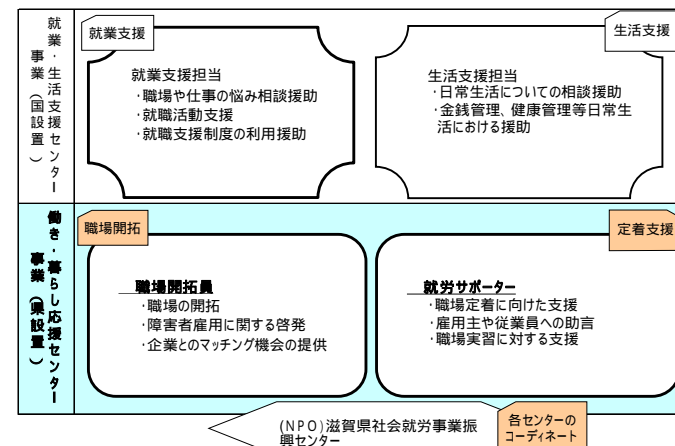 就業・生活支援センター
事業（国設置）
就業支援
就業支援担当
・職場や仕事の悩み相談援助
・就職活動支援
・就職支援制度の利用援助
生活支援
生活支援担当
・日常生活についての相談援助
・金銭管理、健康管理等日常生
活における援助
働き・暮らし応援センター
事業（県設置）
職場開拓
職場開拓員
・職場の開拓
・障害者雇用に関する啓発
・企業とのマッチング機会の提供
定着支援
就労サポーター
・職場定着に向けた支援
・雇用主や従業員への助言
・職場実習に対する支援
(NPO)滋賀県社会就労事業振
興センター
各センターの
コーディネート